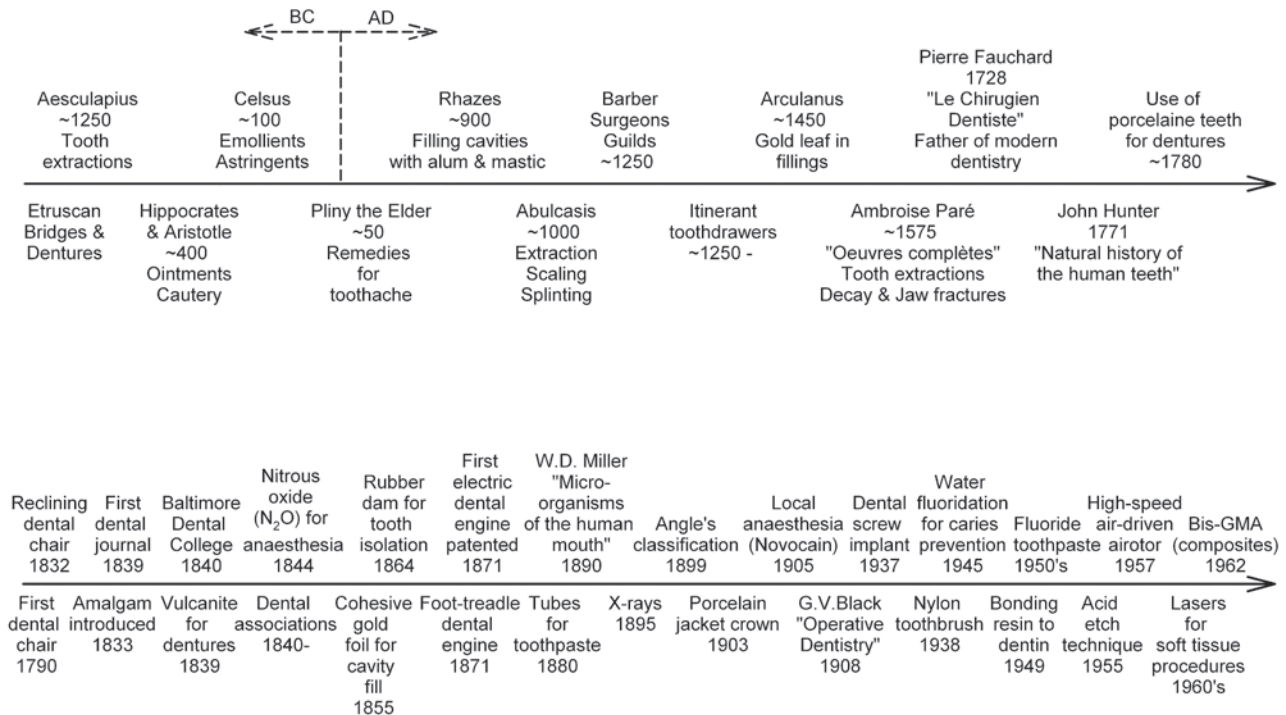 BC
AD
Aesculapius
~1250
Tooth
extractions
Celsus
~100
Emollients
Astringents
Rhazes
~900
Filling cavities
with alum & mastic
Barber
Surgeons
Guilds
~1250
Arculanus
~1450
Gold leaf in
fillings
Pierre Fauchard
1728
"Le Chirugien
Dentiste"
Father of modern
dentistry
Use of
porcelaine teeth
for dentures
~1780
Etruscan
Bridges &
Dentures
Hippocrates
& Aristotle
~400
Ointments
Cautery
Pliny the Elder
~50
Remedies
for
toothache
Abulcasis
~1000
Extraction
Scaling
Splinting
Itinerant
toothdrawers
~1250 -
Ambroise Paré
~1575
"Oeuvres complètes"
Tooth extractions
Decay & Jaw fractures
John Hunter
1771
"Natural history of
the human teeth"
Reclining
dental
chair
1832
First
dental
journal
1839
Baltimore
Dental
College
1840
Nitrous
oxide
(N₂O) for
anaesthesia
1844
Rubber
dam for
tooth
isolation
1864
First
electric
dental
engine
patented
1871
W.D. Miller
"Micro-
organisms
of the human
mouth"
1890
Angle's
classification
1899
Local
anaesthesia
(Novocain)
1905
Dental
screw
implant
1937
Water
fluoridation
for caries
prevention
1945
Fluoride
toothpaste
1950's
High-speed
air-driven
airotor
1957
Bis-GMA
(composites)
1962
First
dental
chair
1790
Amalgam
introduced
1833
Vulcanite
for
dentures
1839
Dental
associations
1840-
Cohesive
gold
foil for
cavity
fill
1855
Foot-treadle
dental
engine
1871
Tubes
for
toothpaste
1880
X-rays
1895
Porcelain
jacket crown
1903
G.V.Black
"Operative
Dentistry"
1908
Nylon
toothbrush
1938
Bonding
resin to
dentin
1949
Acid
etch
technique
1955
Lasers
for
soft tissue
procedures
1960's